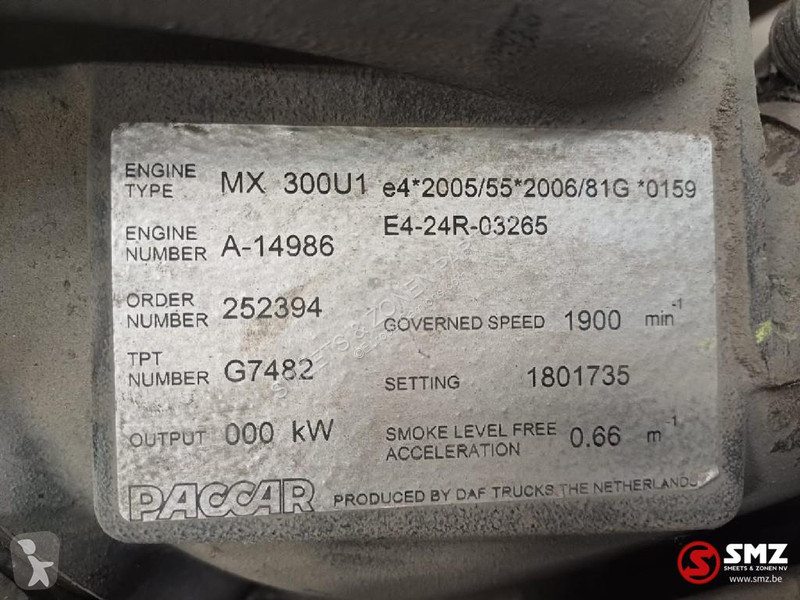 ENGINE TYPE MX 300U1 e4*2005/55*2006/81G *0159
E4-24R-03265
ENGINE NUMBER A-14986
ORDER NUMBER 252394
GOVERNED SPEED 1900 min-1
TPT NUMBER G7482
SETTING 1801735
OUTPUT 000 kW
SMOKE LEVEL FREE ACCELERATION 0.66 m-1
PACCAR PRODUCED BY DAF TRUCKS THE NETHERLANDS
SMZ
SMEETS & ZONEN NV
www.smz.be